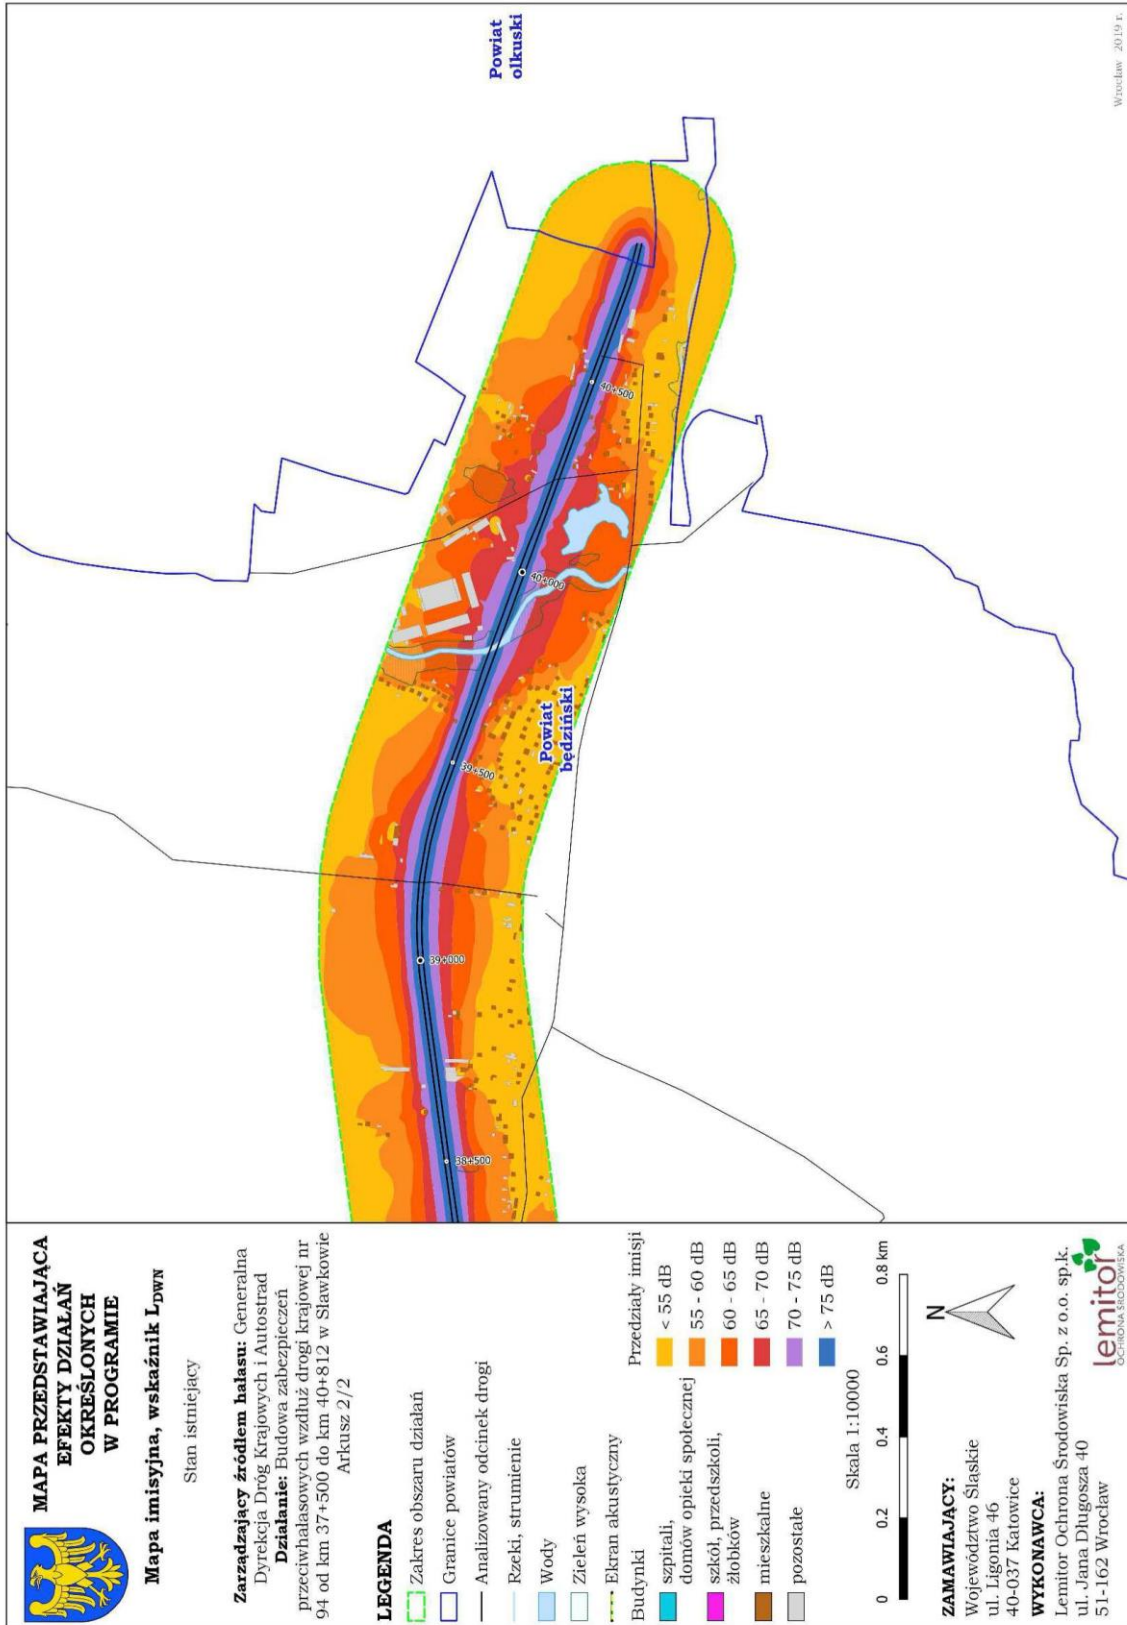 MAPA PRZEDSTAWIAJĄCA
EFEKTY DZIAŁAŃ
OKREŚLONYCH
W PROGRAMIE
Mapa imisyjna, wskaźnik LDWN
Stan istniejący
Zarządzający źródłem hałasu: Generalna
Dyrekcja Dróg Krajowych i Autostrad
Działanie: Budowa zabezpieczeń
przeciwhałasowych wzdłuż drogi krajowej nr
94 od km 37+500 do km 40+812 w Sławkowie
Arkusz 2/2
LEGENDA
Zakres obszaru działań
Granice powiatów
Analizowany odcinek drogi
Rzeki, strumienie
Wody
Zieleń wysoka
Ekran akustyczny
Budynki
szpitali,
domów opieki społecznej
szkół, przedszkoli,
żłobków
mieszkalne
pozostałe
Przedziały imisji
< 55 dB
55 - 60 dB
60 - 65 dB
65 - 70 dB
70 - 75 dB
> 75 dB
Skala 1:10000
0 0.2 0.4 0.6 0.8 km
N
ZAMAWIAJĄCY:
Województwo Śląskie
ul. Ligonia 46
40-037 Katowice
WYKONAWCA:
Lemitor Ochrona Środowiska Sp. z o.o. sp.k.
ul. Jana Długosza 40
51-162 Wrocław
lemitor
OCHRONA ŚRODOWISKA
38+500
39+000
39+500
40+000
40+500
Powiat
będziński
Powiat
olkuski
Wrocław 2019 r.